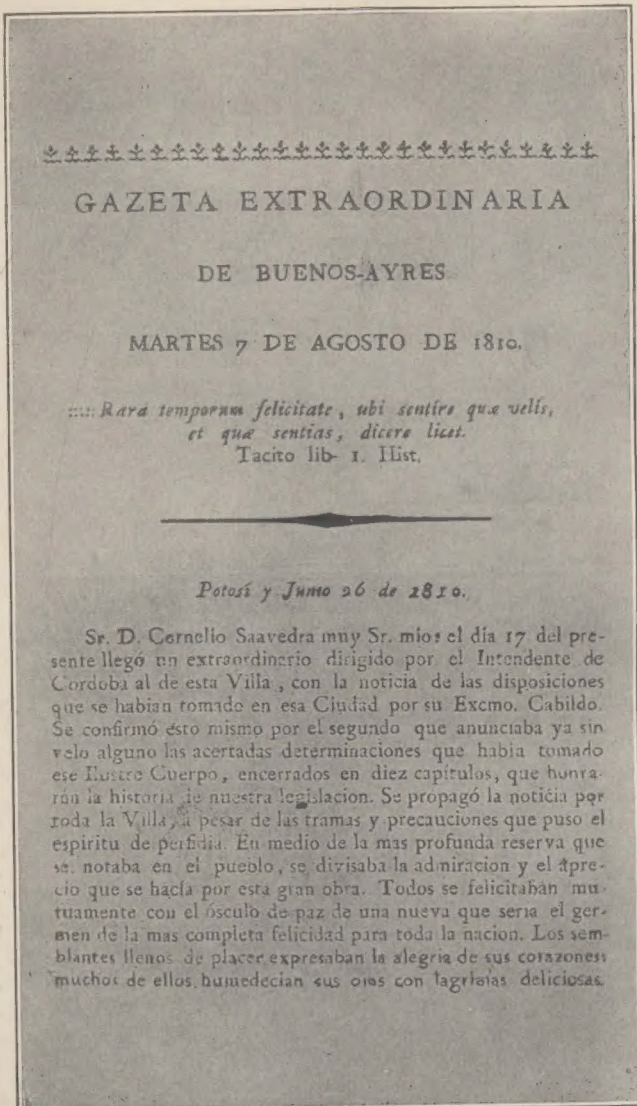 GAZETA EXTRAORDINARIA
DE BUENOS-AYRES
MARTES 7 DE AGOSTO DE 1810.
::::: Rara temporum felicitate, ubi sentire quæ velis,
et quæ sentias, dicere licet.
Tacito lib- 1. Hist.
Potosí y Junio 26 de 1810.
Sr. D. Cornelio Saavedra muy Sr. mio: el día 17 del pre-
sente llegó un extraordinario dirigido por el Intendente de
Cordoba al de esta Villa, con la noticia de las disposiciones
que se habian tomado en esa Ciudad por su Excmo. Cabildo.
Se confirmó ésto mismo por el segundo que anunciaba ya sin
velo alguno las acertadas determinaciones que habia tomado
ese Ilustre Cuerpo, encerrados en diez capitulos, que honra-
rán la historia de nuestra legislacion. Se propagó la noticia por
toda la Villa, á pesar de las tramas y precauciones que puso el
espiritu de perfidia. En medio de la mas profunda reserva que
se notaba en el pueblo, se divisaba la admiracion y el apre-
cio que se hacía por esta gran obra. Todos se felicitaban mu-
tuamente con el ósculo de paz de una nueva que seria el ger-
men de la mas completa felicidad para toda la nacion. Los sem-
blantes llenos de placer expresaban la alegria de sus corazones:
muchos de ellos humedecian sus ojos con lagrimas deliciosas.